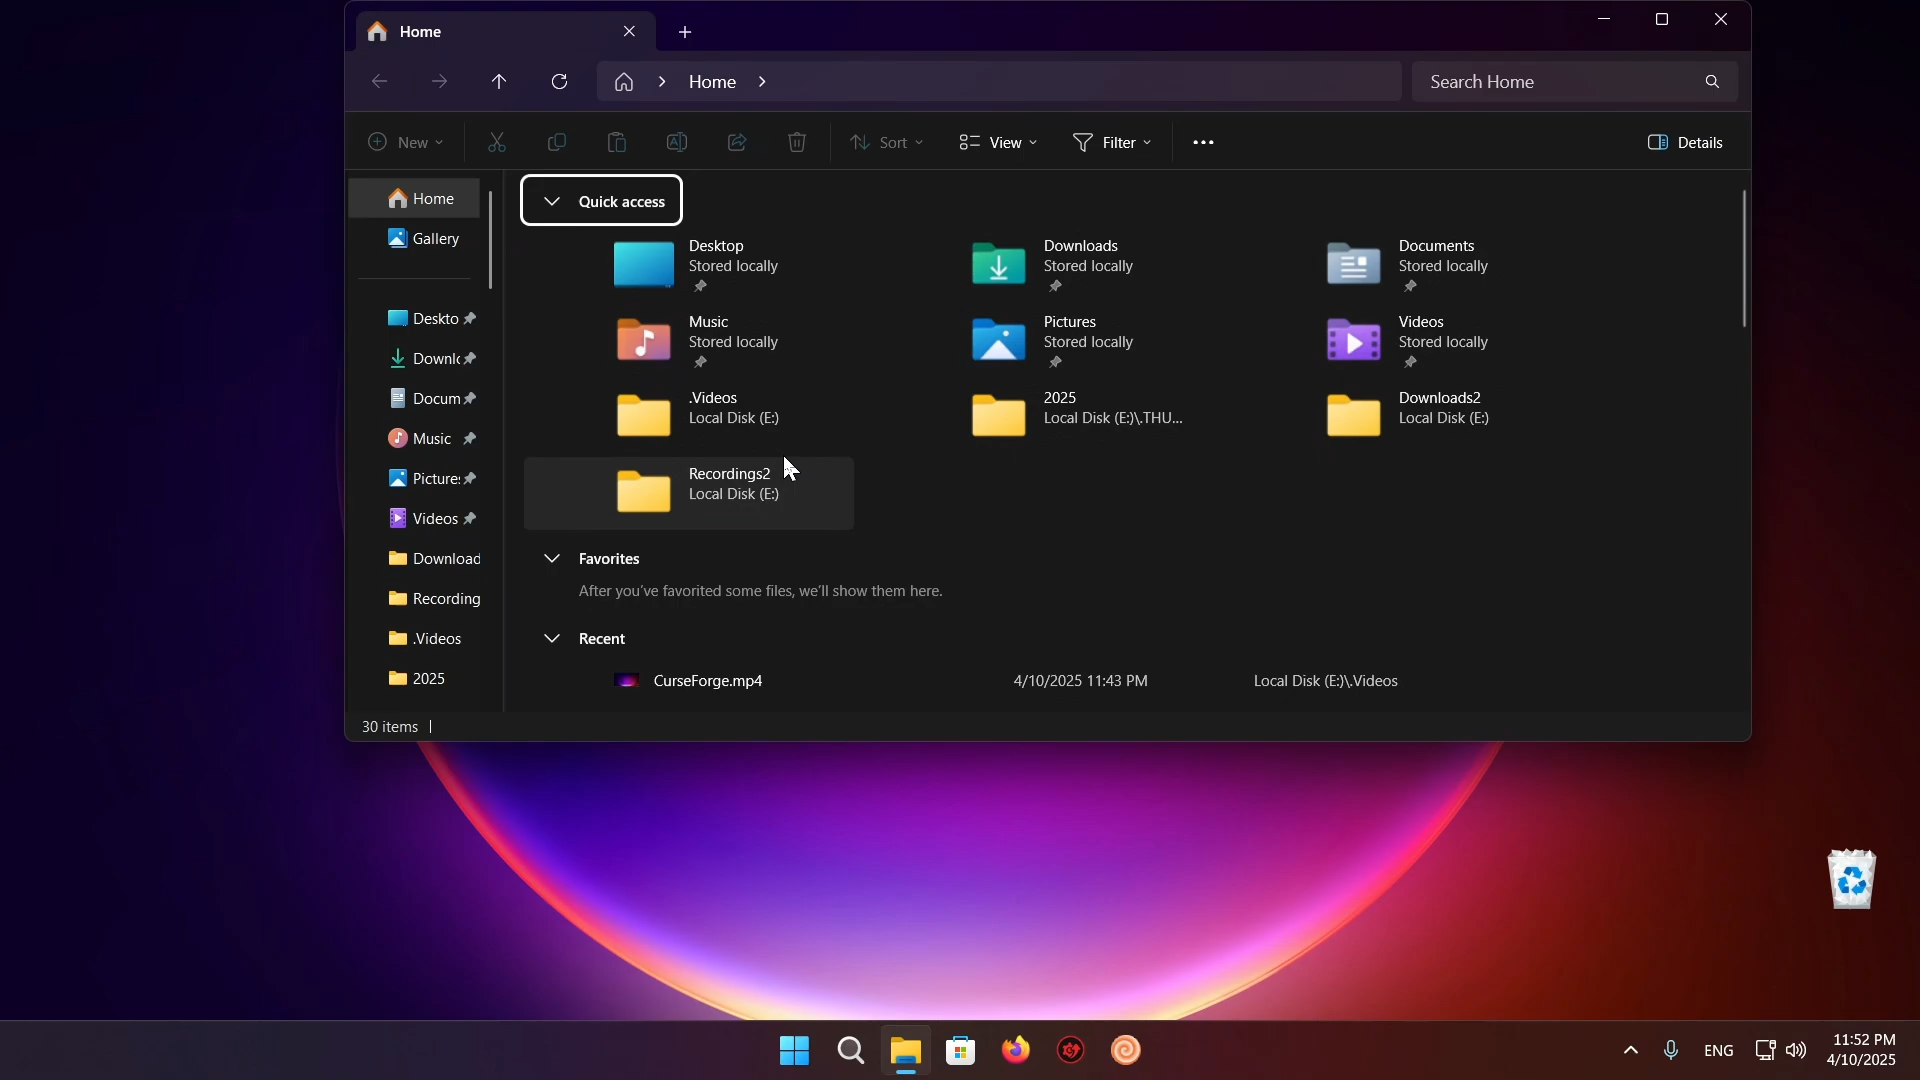 Home
Home
Search Home
New
Sort
View
Filter
Details
Home
Gallery
Deskto
Downl
Docum
Music
Picture
Videos
Download
Recording
.Videos
2025
Quick access
Desktop
Stored locally
Downloads
Stored locally
Documents
Stored locally
Music
Stored locally
Pictures
Stored locally
Videos
Stored locally
.Videos
Local Disk (E:)
2025
Local Disk (E:)\.THU...
Downloads2
Local Disk (E:)
Recordings2
Local Disk (E:)
Favorites
After you've favorited some files, we'll show them here.
Recent
CurseForge.mp4 4/10/2025 11:43 PM Local Disk (E:)\.Videos
30 items
ENG
11:52 PM
4/10/2025